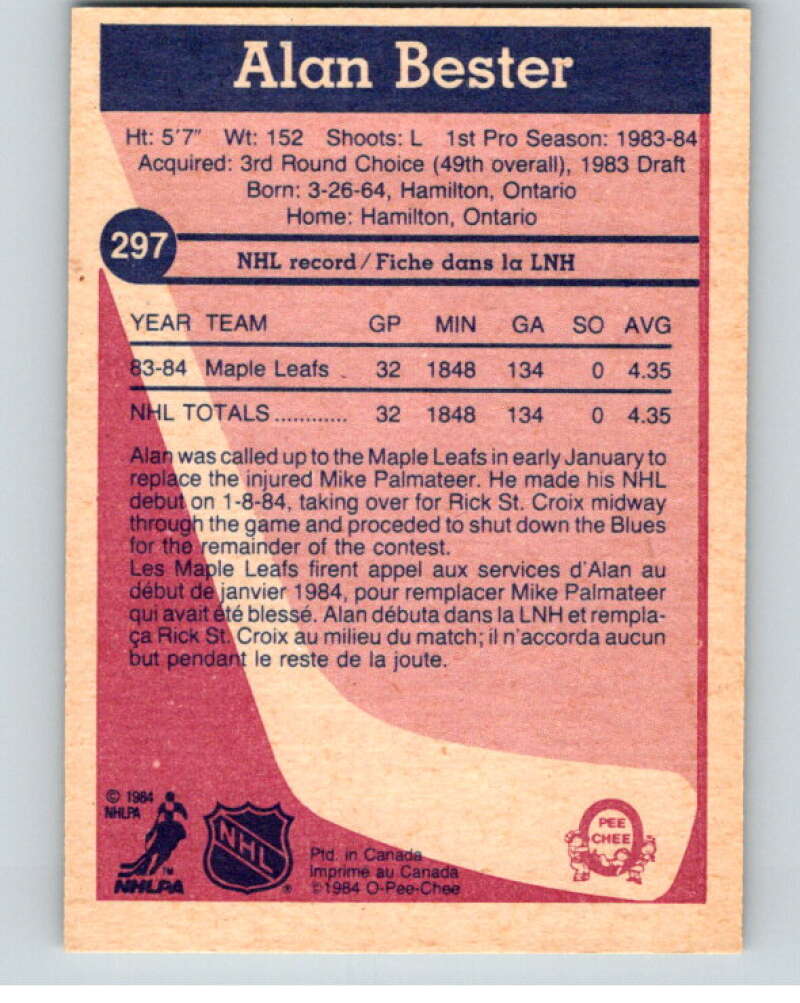 Alan Bester
Ht: 5'7" Wt: 152 Shoots: L 1st Pro Season: 1983-84
Acquired: 3rd Round Choice (49th overall), 1983 Draft
Born: 3-26-64, Hamilton, Ontario
Home: Hamilton, Ontario
297
NHL record/Fiche dans la LNH
YEAR TEAM GP MIN GA SO AVG
83-84 Maple Leafs 32 1848 134 0 4.35
NHL TOTALS ............ 32 1848 134 0 4.35
Alan was called up to the Maple Leafs in early January to
replace the injured Mike Palmateer. He made his NHL
debut on 1-8-84, taking over for Rick St. Croix midway
through the game and proceded to shut down the Blues
for the remainder of the contest.
Les Maple Leafs firent appel aux services d'Alan au
début de janvier 1984, pour remplacer Mike Palmateer
qui avait été blessé. Alan débuta dans la LNH et rempla-
ça Rick St. Croix au milieu du match; il n'accorda aucun
but pendant le reste de la joute.
© 1984
NHLPA
TM
NHLPA
NHL
®
Ptd. in Canada
Imprime au Canada
©1984 O-Pee-Chee
PEE
CHEE